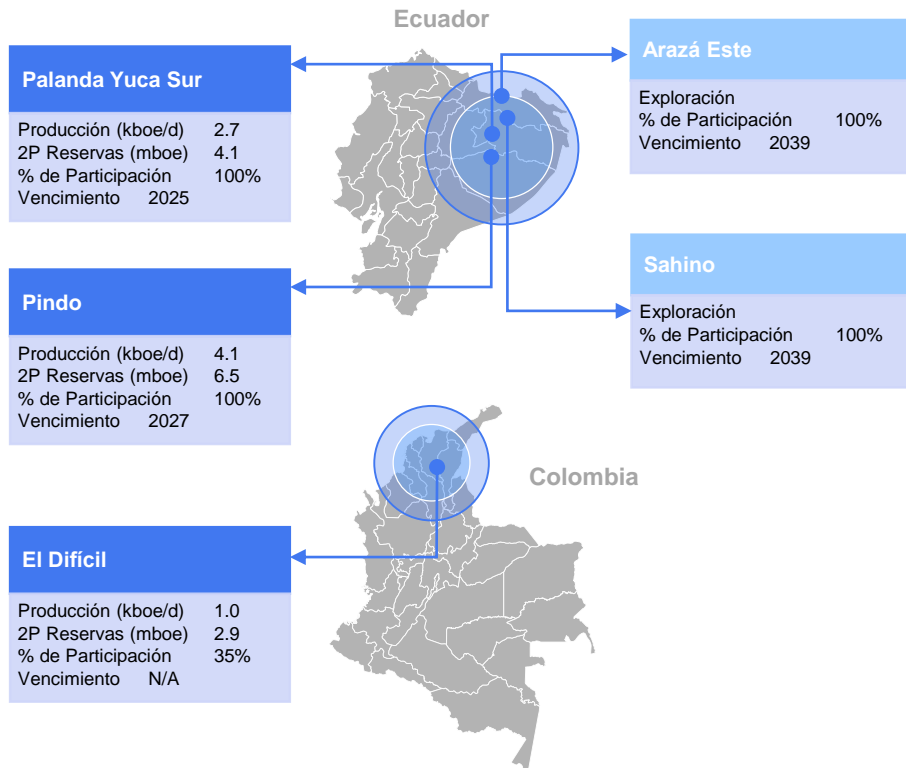 Ecuador
Palanda Yuca Sur
Producción (kboe/d) 2.7
2P Reservas (mboe) 4.1
% de Participación 100%
Vencimiento 2025
Arazá Este
Exploración
% de Participación 100%
Vencimiento 2039
Pindo
Producción (kboe/d) 4.1
2P Reservas (mboe) 6.5
% de Participación 100%
Vencimiento 2027
Sahino
Exploración
% de Participación 100%
Vencimiento 2039
Colombia
El Difícil
Producción (kboe/d) 1.0
2P Reservas (mboe) 2.9
% de Participación 35%
Vencimiento N/A